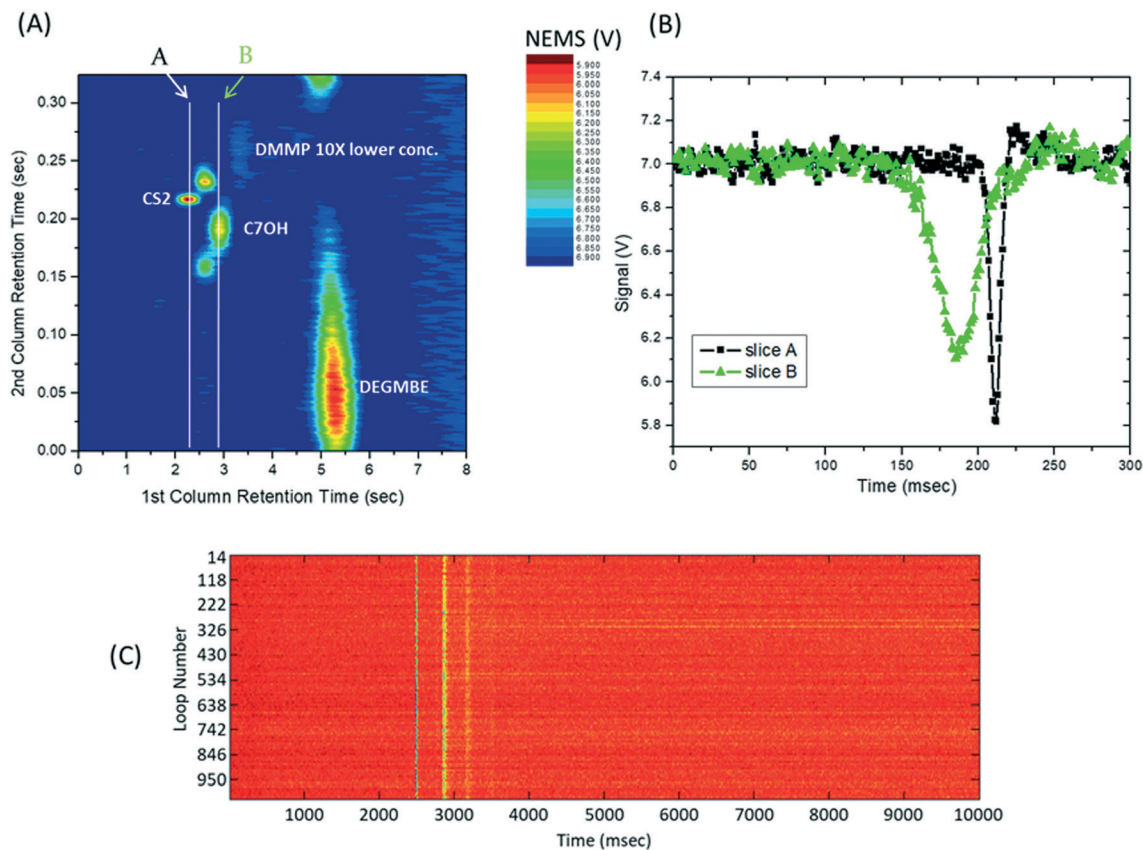 (A)
A
B
2nd Column Retention Time (sec)
0.30
0.25
0.20
0.15
0.10
0.05
0.00
DMMP 10X lower conc.
CS2
C7OH
DEGMBE
0 1 2 3 4 5 6 7 8
1st Column Retention Time (sec)
NEMS (V)
5.900
5.950
6.000
6.050
6.100
6.150
6.200
6.250
6.300
6.350
6.400
6.450
6.500
6.550
6.600
6.650
6.700
6.750
6.800
6.850
6.900
(B)
Signal (V)
7.4
7.2
7.0
6.8
6.6
6.4
6.2
6.0
5.8
slice A
slice B
0 50 100 150 200 250 300
Time (msec)
(C)
Loop Number
14
118
222
326
430
534
638
742
846
950
1000 2000 3000 4000 5000 6000 7000 8000 9000 10000
Time (msec)